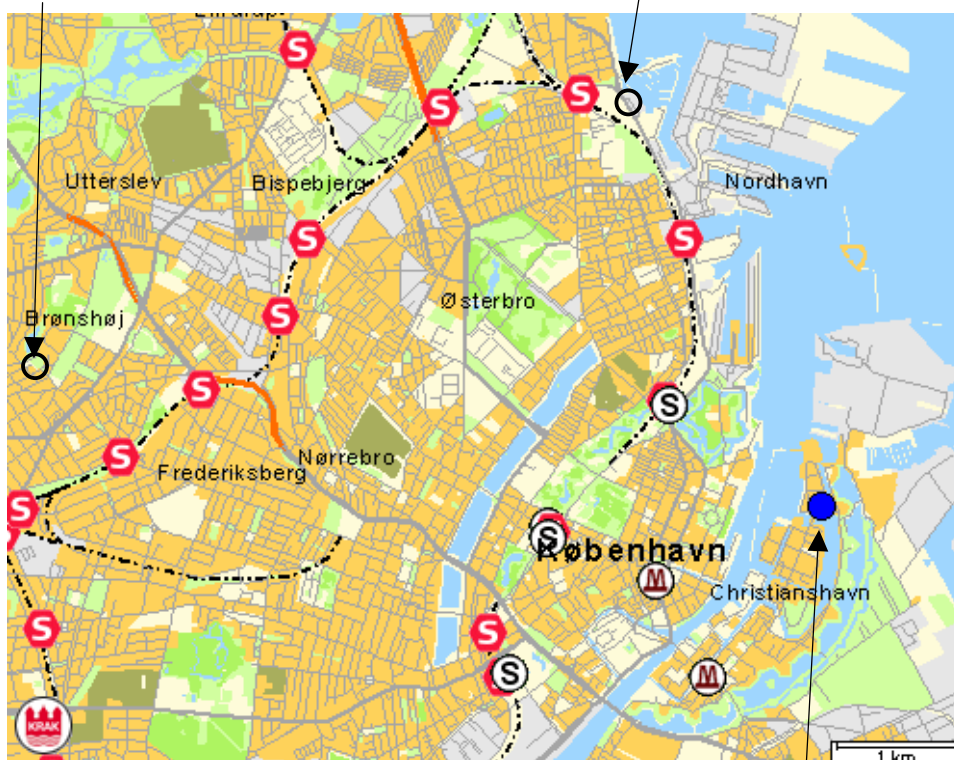 S
S
S
Utterslev
Bispebjerg
Nordhavn
S
S
Østerbro
S
Brønshøj
S
S
Nørrebro
S
Frederiksberg
S
S
København
M
Christianshavn
S
S
S
M
KRAK
1 km